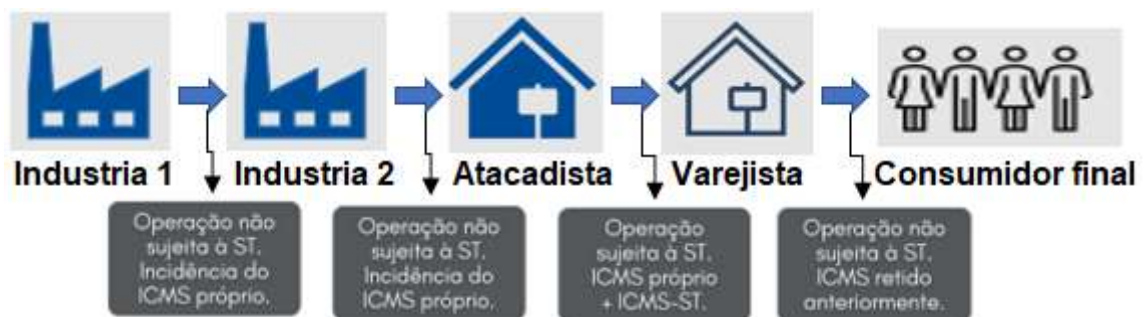 Industria 1
Industria 2
Atacadista
Varejista
Consumidor final
Operação não
sujeita à ST.
Incidência do
ICMS próprio.
Operação não
sujeita à ST.
Incidência do
ICMS próprio.
Operação
sujeita à ST.
ICMS próprio
+ ICMS-ST.
Operação não
sujeita à ST.
ICMS retido
anteriormente.